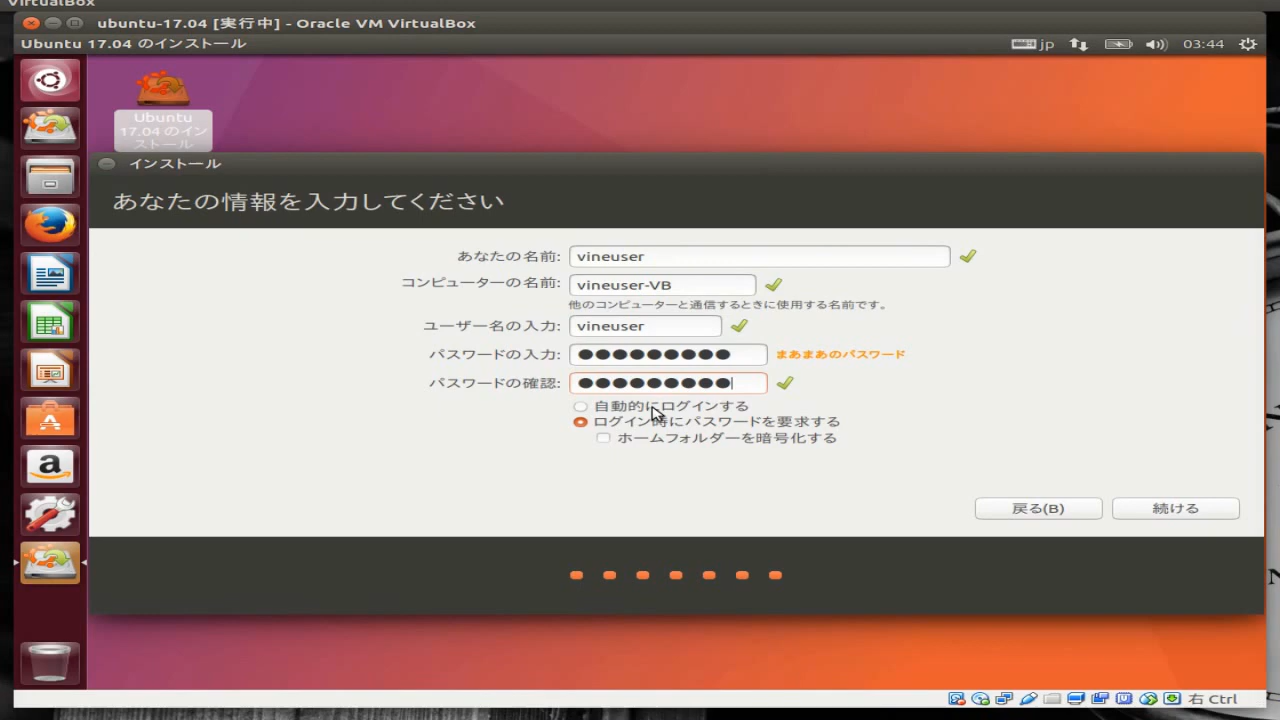 VirtualBox
ubuntu-17.04 [実行中] - Oracle VM VirtualBox
Ubuntu 17.04 のインストール
jp
03:44
Ubuntu
17.04 のイン
ストール
インストール
あなたの情報を入力してください
あなたの名前: vineuser
コンピューターの名前: vineuser-VB
他のコンピューターと通信するときに使用する名前です。
ユーザー名の入力: vineuser
パスワードの入力: ●●●●●●●●● まあまあのパスワード
パスワードの確認: ●●●●●●●●●
自動的にログインする
ログイン時にパスワードを要求する
ホームフォルダーを暗号化する
戻る(B) 続ける
右 Ctrl